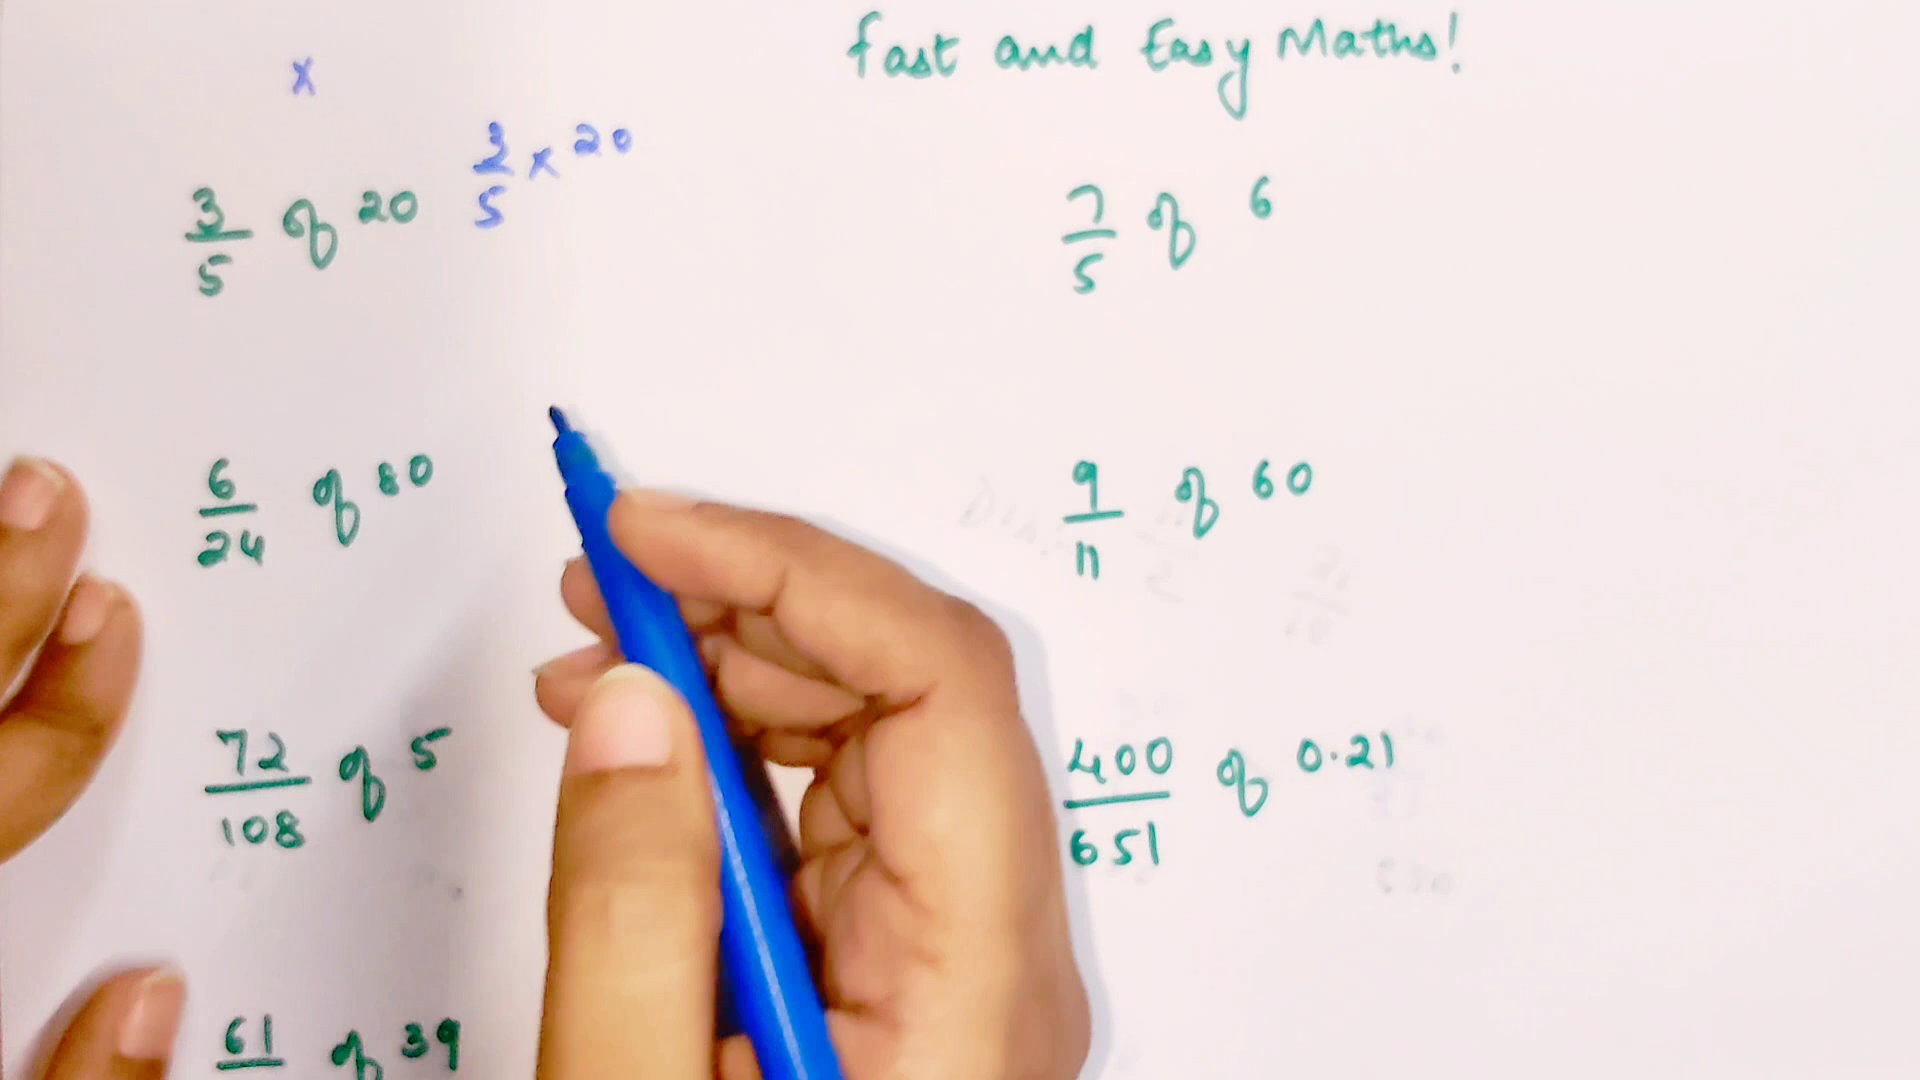 fast and Easy Maths!
x
3/5 x 20
3/5 of 20
7/5 of 6
6/24 of 80
9/11 of 60
72/108 of 5
400/651 of 0.21
61 of 39